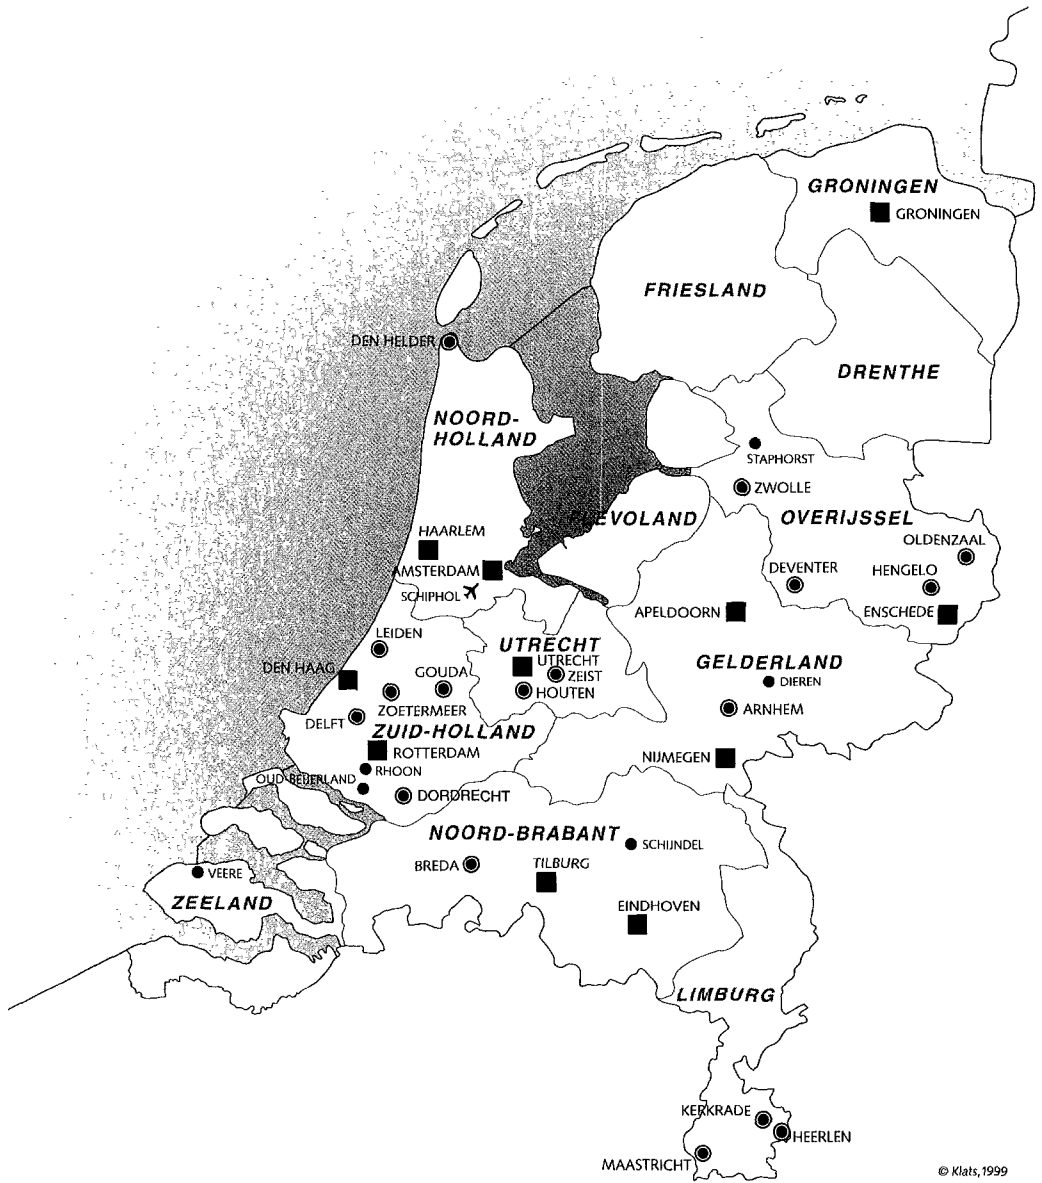 GRONINGEN
GRONINGEN
FRIESLAND
DEN HELDER
DRENTHE
NOORD-
HOLLAND
STAPHORST
ZWOLLE
FLEVOLAND
OVERIJSSEL
HAARLEM
OLDENZAAL
AMSTERDAM
DEVENTER
HENGELO
SCHIPHOL
APELDOORN
ENSCHEDE
LEIDEN
UTRECHT
UTRECHT
DEN HAAG
GOUDA
ZEIST
GELDERLAND
DIEREN
HOUTEN
ZOETERMEER
ARNHEM
DELFT
ZUID-HOLLAND
ROTTERDAM
NIJMEGEN
RHOON
OUD-BEIJERLAND
DORDRECHT
NOORD-BRABANT
SCHIJNDEL
BREDA
TILBURG
VEERE
ZEELAND
EINDHOVEN
LIMBURG
KERKRADE
HEERLEN
MAASTRICHT
© Klats, 1999